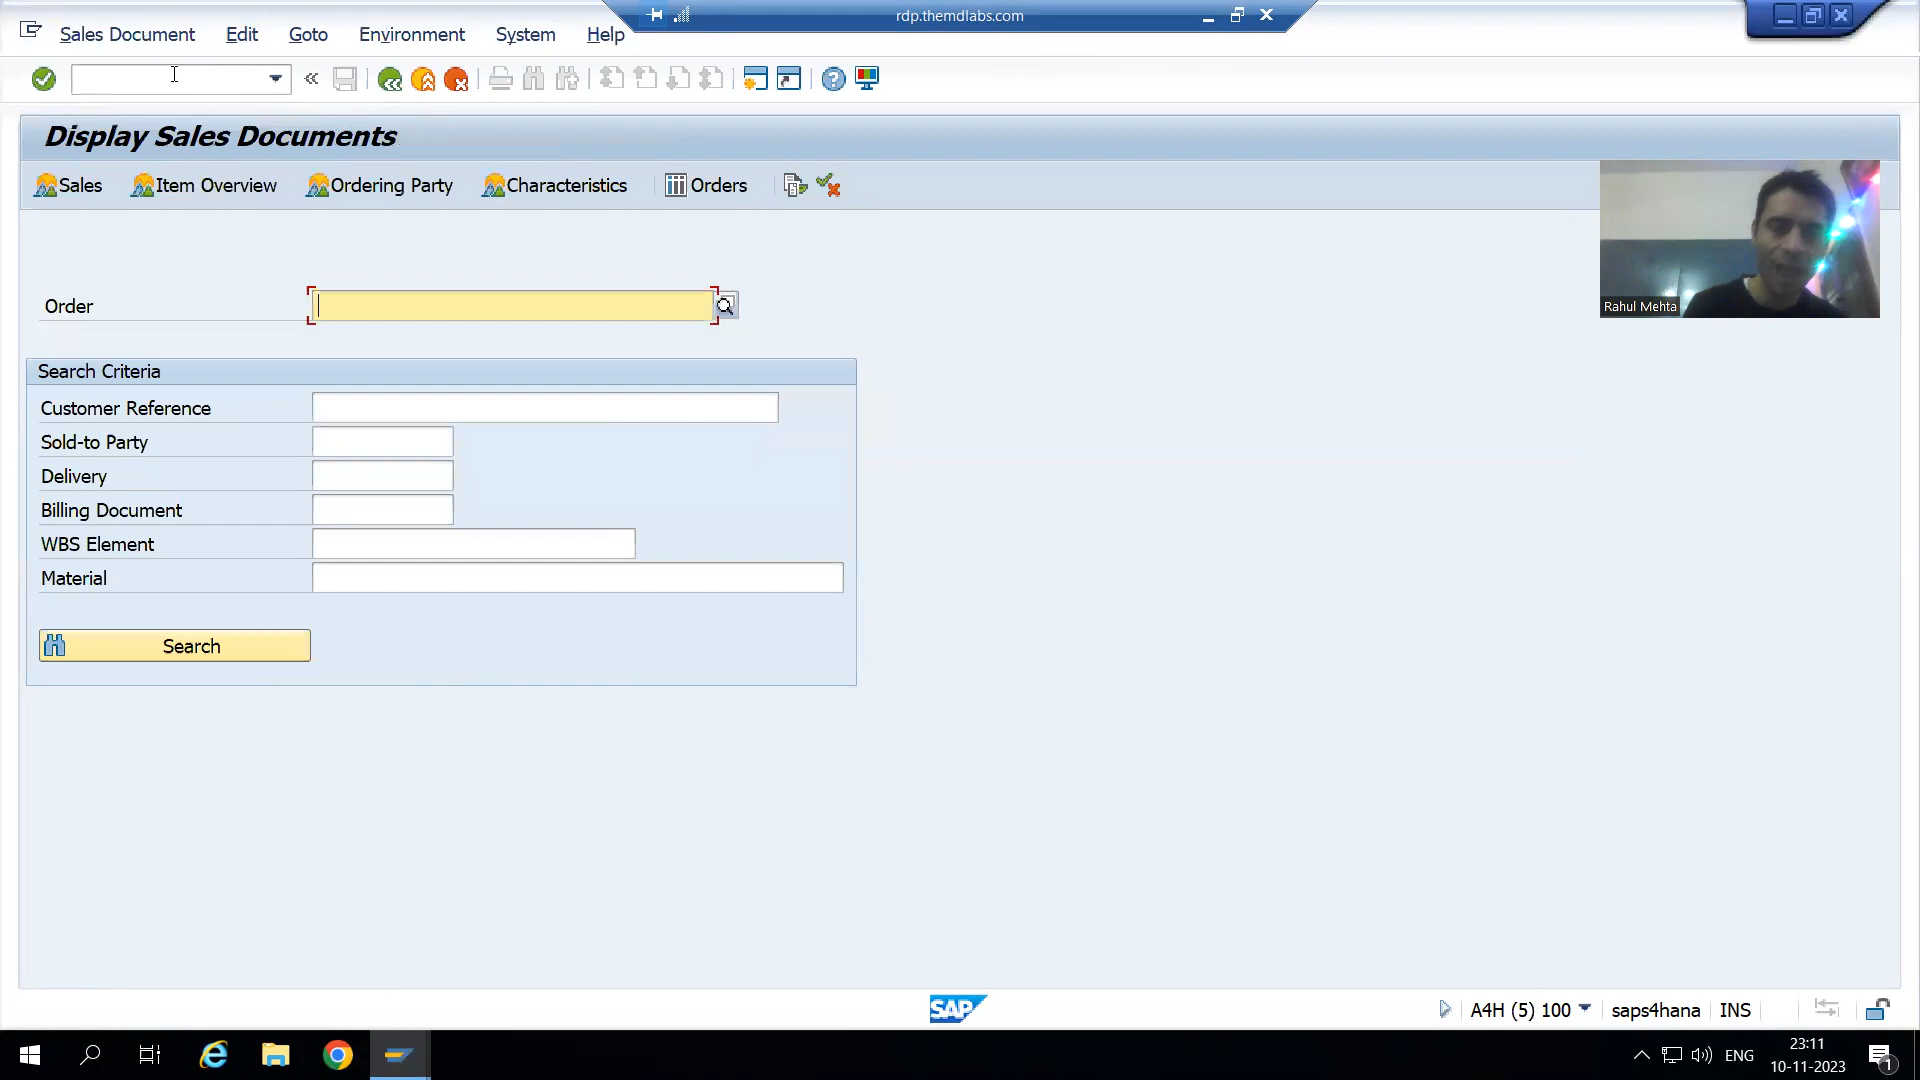 rdp.themdlabs.com
Sales Document Edit Goto Environment System Help
Display Sales Documents
Sales Item Overview Ordering Party Characteristics Orders
Order
Rahul Mehta
Search Criteria
Customer Reference
Sold-to Party
Delivery
Billing Document
WBS Element
Material
Search
SAP
A4H (5) 100 saps4hana INS
23:11
ENG
10-11-2023
1